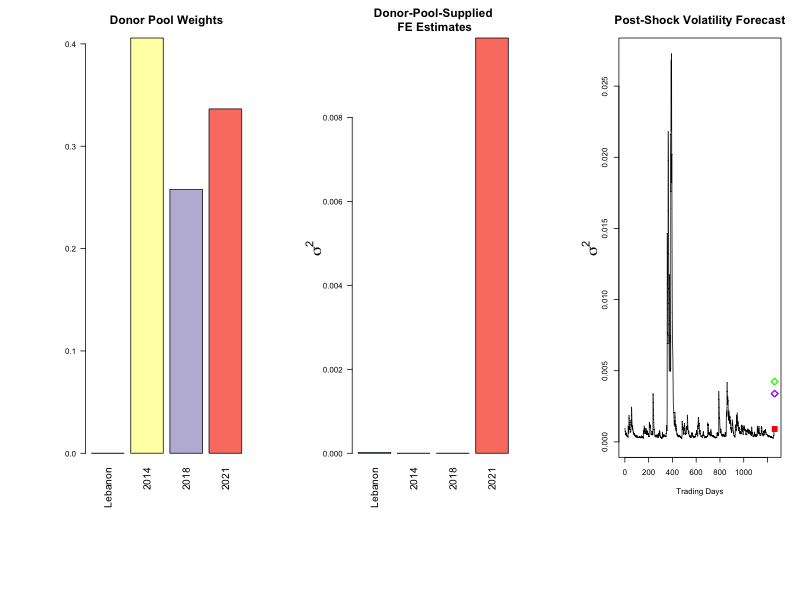 Donor Pool Weights
0.4
0.3
0.2
0.1
0.0
Lebanon
2014
2018
2021
Donor-Pool-Supplied
FE Estimates
σ2
0.008
0.006
0.004
0.002
0.000
Lebanon
2014
2018
2021
Post-Shock Volatility Forecast
σ2
0.025
0.020
0.015
0.010
0.005
0.000
0 200 400 600 800 1000
Trading Days